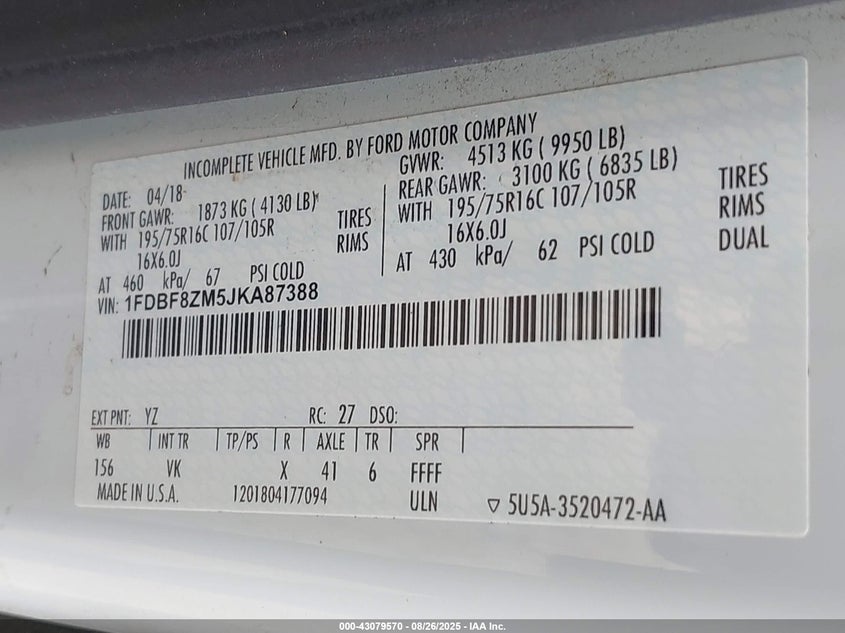 INCOMPLETE VEHICLE MFD. BY FORD MOTOR COMPANY
DATE: 04/18 GVWR: 4513 KG ( 9950 LB)
FRONT GAWR: 1873 KG ( 4130 LB) REAR GAWR: 3100 KG ( 6835 LB)
WITH 195/75R16C 107/105R TIRES WITH 195/75R16C 107/105R TIRES
16X6.0J RIMS 16X6.0J RIMS
AT 460 kPa/ 67 PSI COLD AT 430 kPa/ 62 PSI COLD DUAL
VIN: 1FDBF8ZM5JKA87388
EXT PNT: YZ RC: 27 DSO:
WB INT TR TP/PS R AXLE TR SPR
156 VK X 41 6 FFFF
MADE IN U.S.A. 1201804177094 ULN ▽ 5U5A-3520472-AA
000-43079570 - 08/26/2025 - IAA Inc.